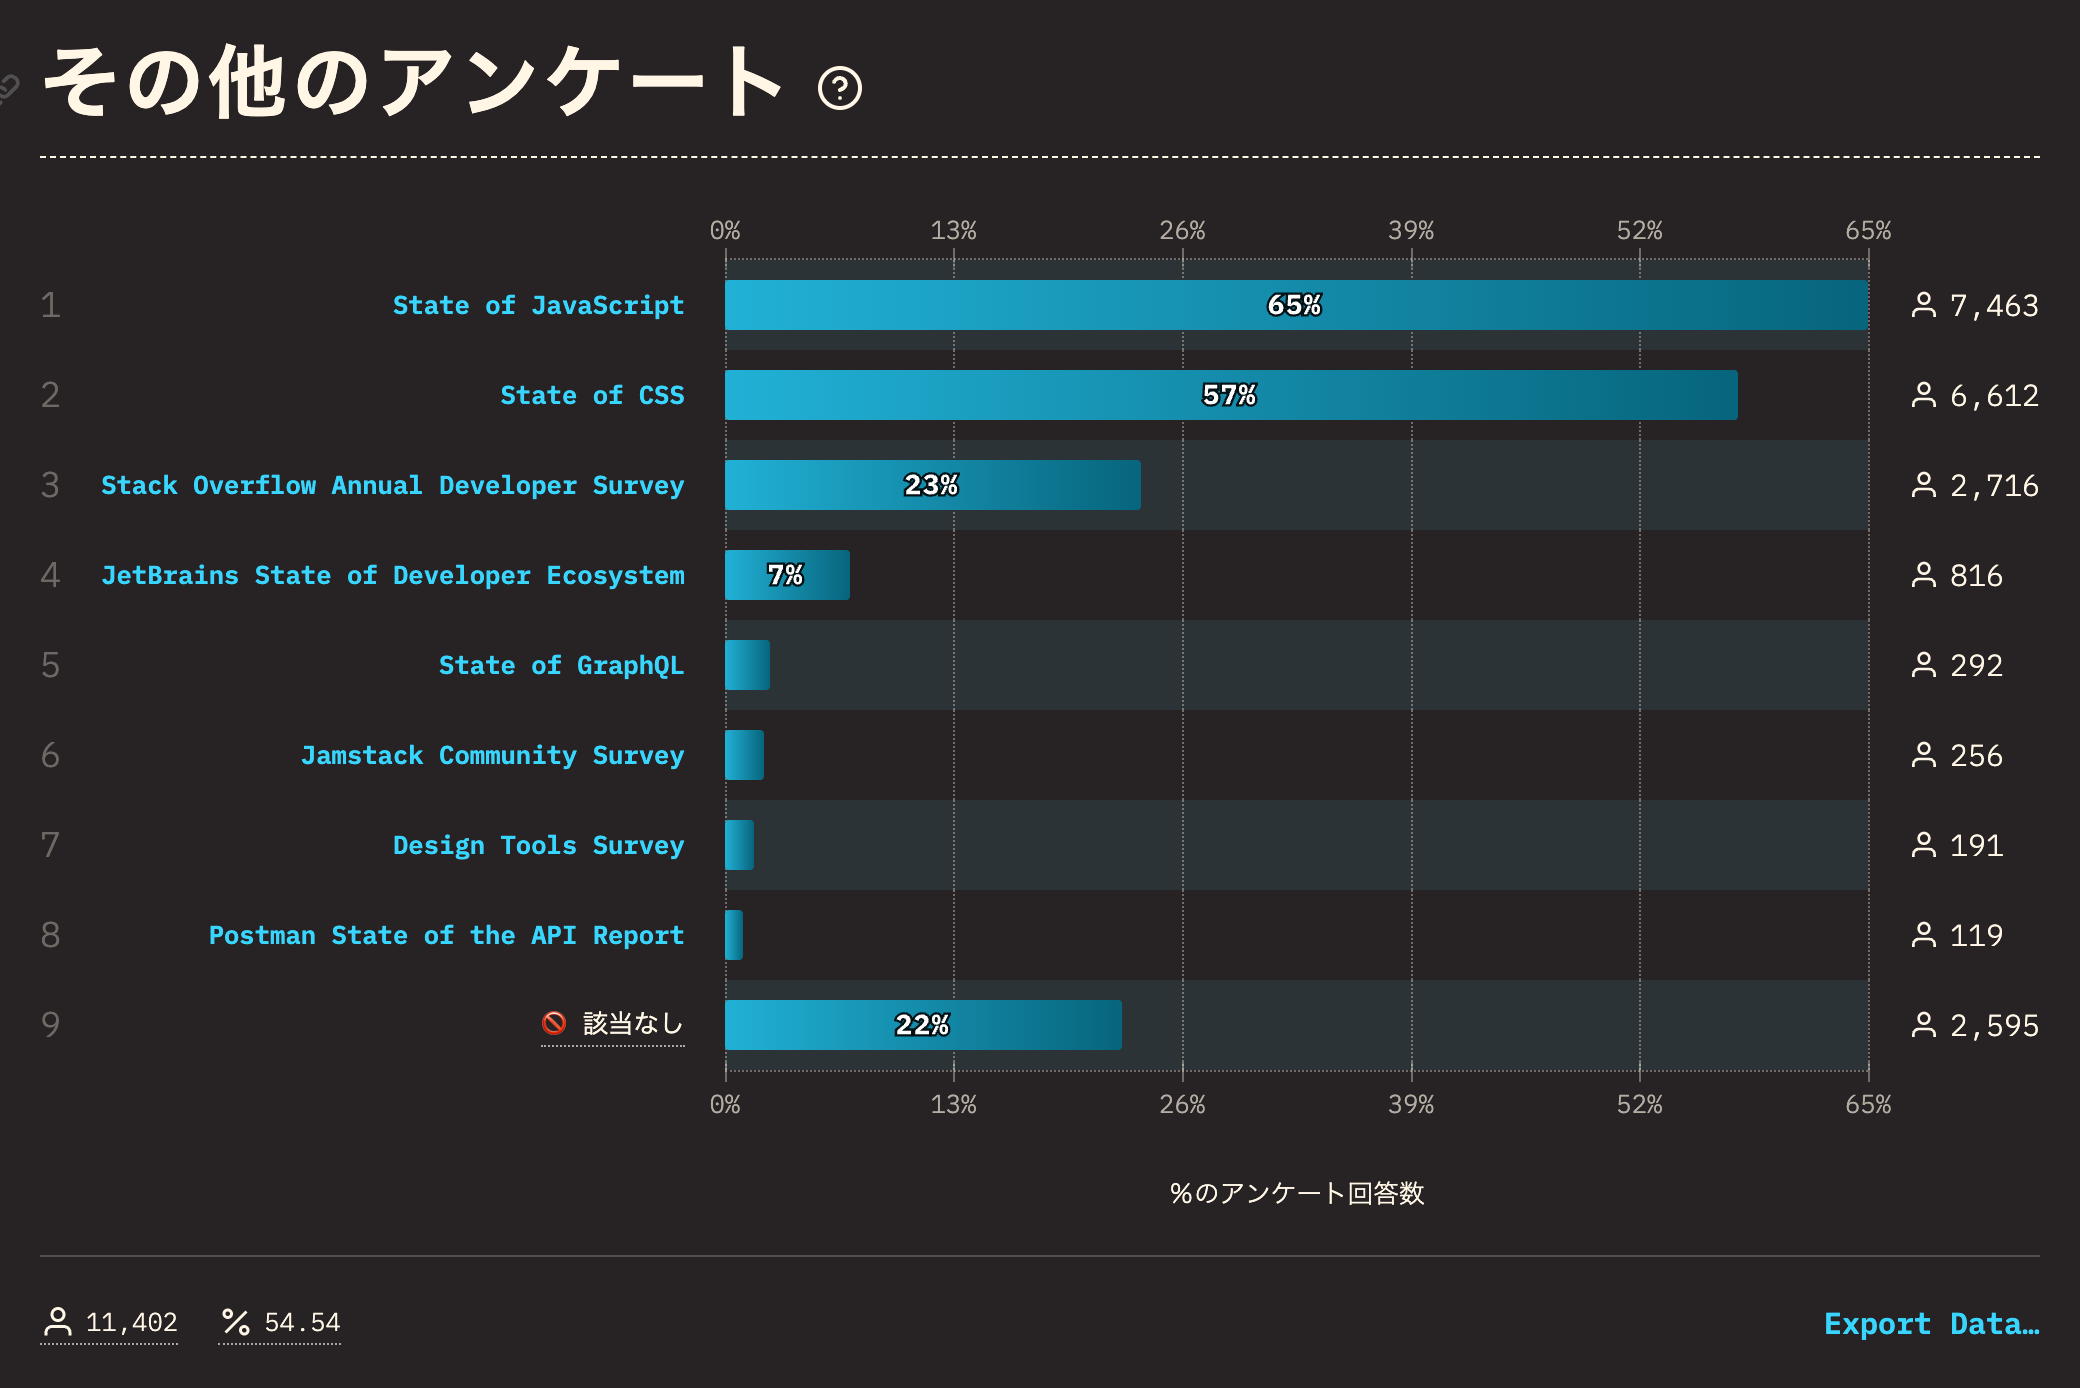 その他のアンケート
0% 13% 26% 39% 52% 65%
1 State of JavaScript 65% 7,463
2 State of CSS 57% 6,612
3 Stack Overflow Annual Developer Survey 23% 2,716
4 JetBrains State of Developer Ecosystem 7% 816
5 State of GraphQL 292
6 Jamstack Community Survey 256
7 Design Tools Survey 191
8 Postman State of the API Report 119
9 🚫 該当なし 22% 2,595
0% 13% 26% 39% 52% 65%
%のアンケート回答数
11,402 % 54.54 Export Data…